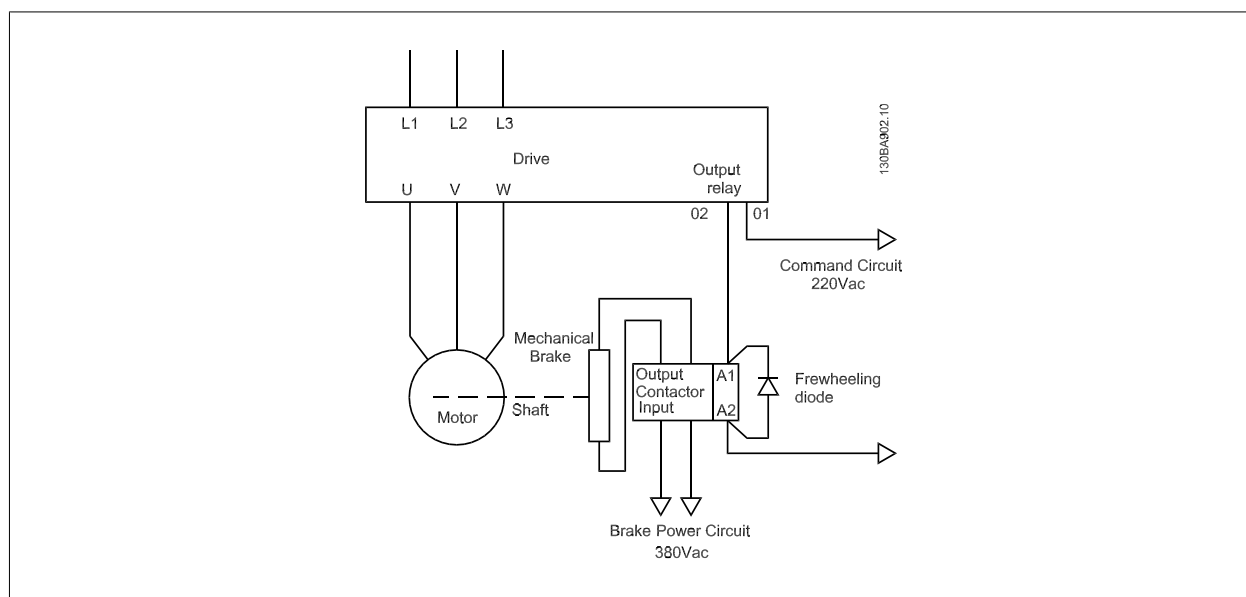 L1 L2 L3
Drive
U V W
Output
relay
02 01
130BA902.10
Command Circuit
220Vac
Mechanical
Brake
Shaft
Motor
Output
Contactor
Input
A1
A2
Frewheeling
diode
Brake Power Circuit
380Vac